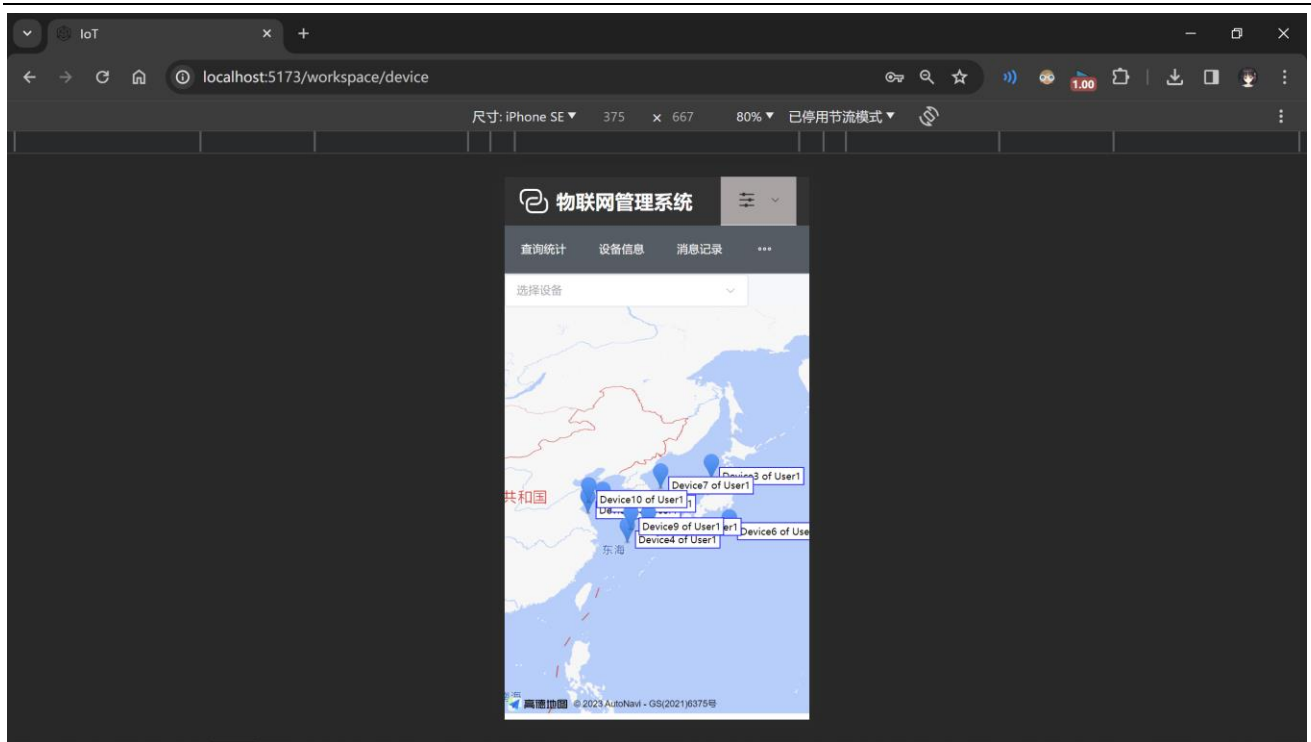 IoT
localhost:5173/workspace/device
1.00
尺寸: iPhone SE 375 × 667 80% 已停用节流模式
物联网管理系统
查询统计 设备信息 消息记录 •••
选择设备
Device3 of User1
Device7 of User1
共和国
Device10 of User1
Device9 of User1
Device6 of Use
Device4 of User1
东海
高德地图 © 2023 AutoNavi - GS(2021)6375号